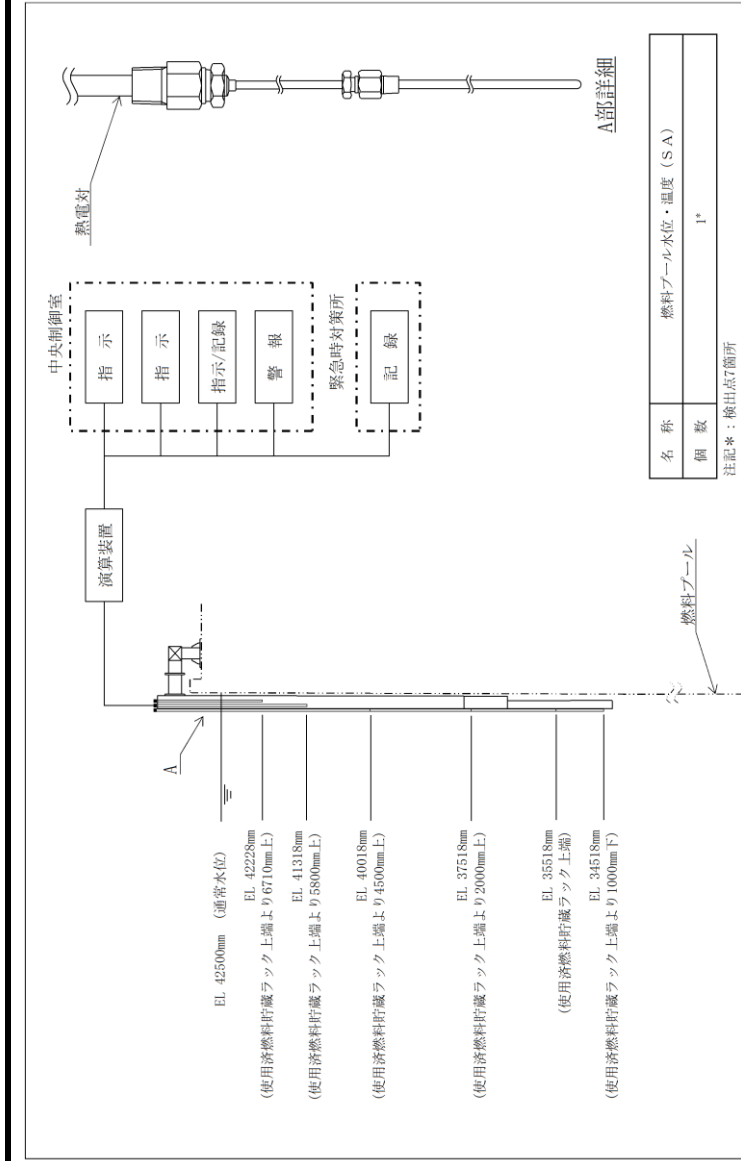 中央制御室
指 示
指 示
指示/記録
警 報
緊急時対策所
記 録
演算装置
熱電対
A部詳細
A
EL 42500mm (通常水位)
EL 42228mm
(使用済燃料貯蔵ラック上端より6710mm上)
EL 41318mm
(使用済燃料貯蔵ラック上端より5800mm上)
EL 40018mm
(使用済燃料貯蔵ラック上端より4500mm上)
EL 37518mm
(使用済燃料貯蔵ラック上端より2000mm上)
EL 35518mm
(使用済燃料貯蔵ラック上端)
EL 34518mm
(使用済燃料貯蔵ラック上端より1000mm下)
燃料プール
名 称 燃料プール水位・温度(SA)
個 数 1*
注記*:検出点7箇所